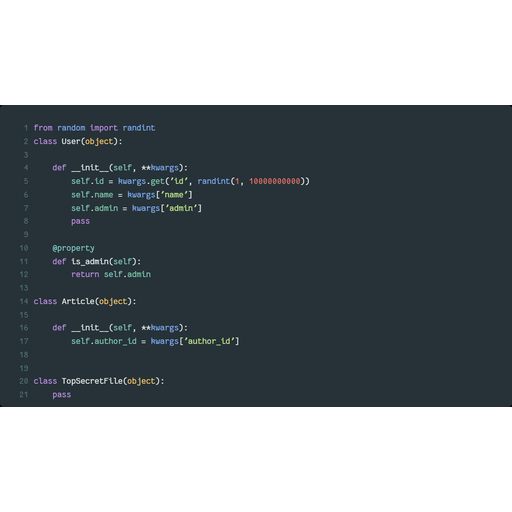 1 from random import randint
2 class User(object):
3
4     def __init__(self, **kwargs):
5         self.id = kwargs.get('id', randint(1, 10000000000))
6         self.name = kwargs['name']
7         self.admin = kwargs['admin']
8         pass
9
10     @property
11     def is_admin(self):
12         return self.admin
13
14 class Article(object):
15
16     def __init__(self, **kwargs):
17         self.author_id = kwargs['author_id']
18
19
20 class TopSecretFile(object):
21     pass